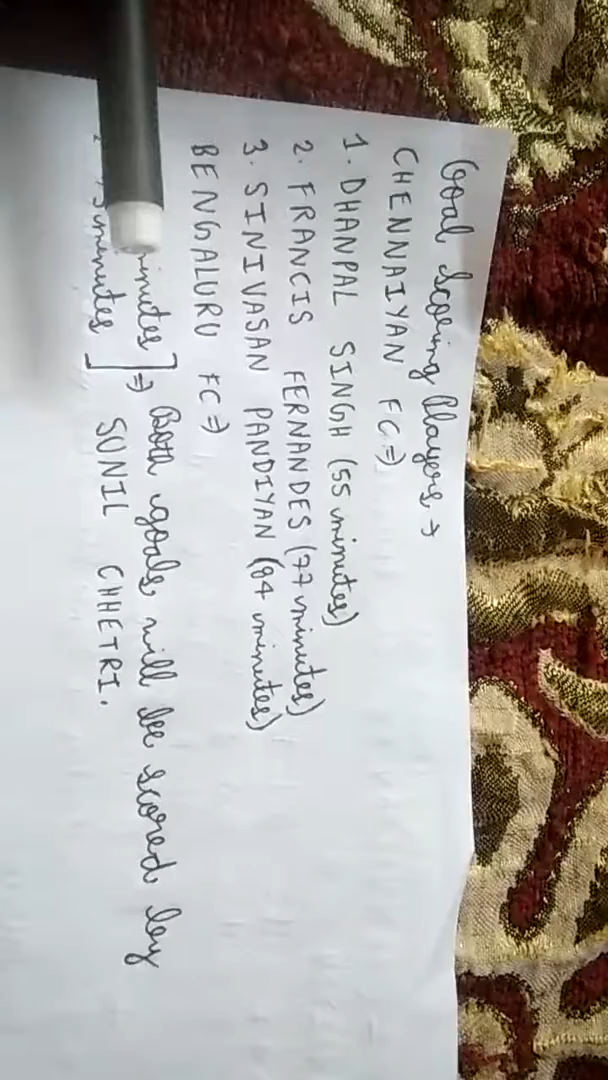 Goal Scoring Players →
CHENNAIYAN FC ⇒
1. DHANPAL SINGH (55 minutes)
2. FRANCIS FERNANDES (77 minutes)
3. SINIVASAN PANDIYAN (84 minutes)
BENGALURU FC ⇒
minutes ] ⇒ Both goals will be scored by
minutes SUNIL CHHETRI.